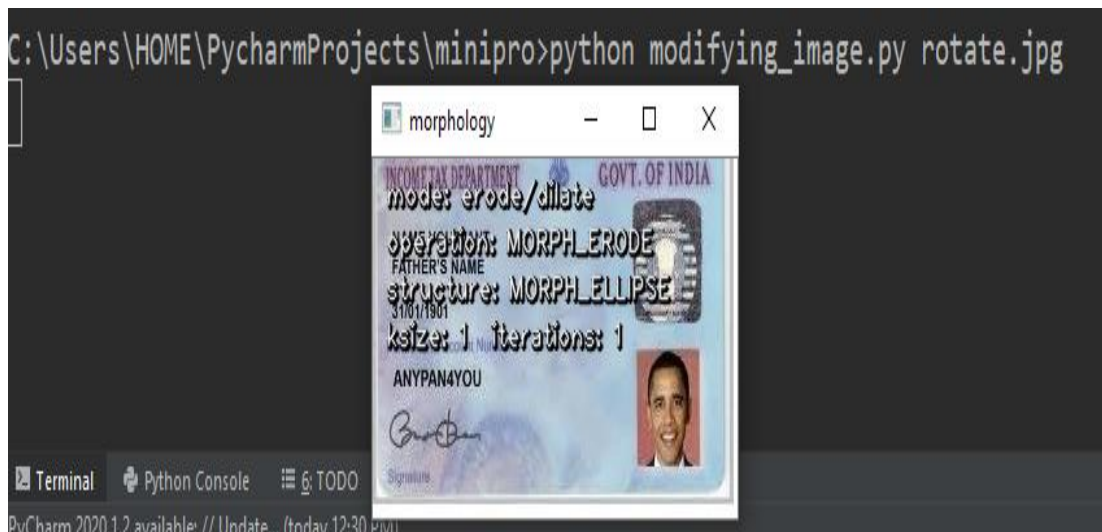 C:\Users\HOME\PycharmProjects\minipro>python modifying_image.py rotate.jpg
morphology
INCOME TAX DEPARTMENT GOVT. OF INDIA
mode: erode/dilate
operation: MORPH_ERODE
FATHER'S NAME
structure: MORPH_ELLIPSE
31/01/1901
ksize: 1 iterations: 1
ANYPAN4YOU
Signature
Terminal Python Console 6: TODO
PyCharm 2020.1.2 available: // Update... (today 12:30 PM)